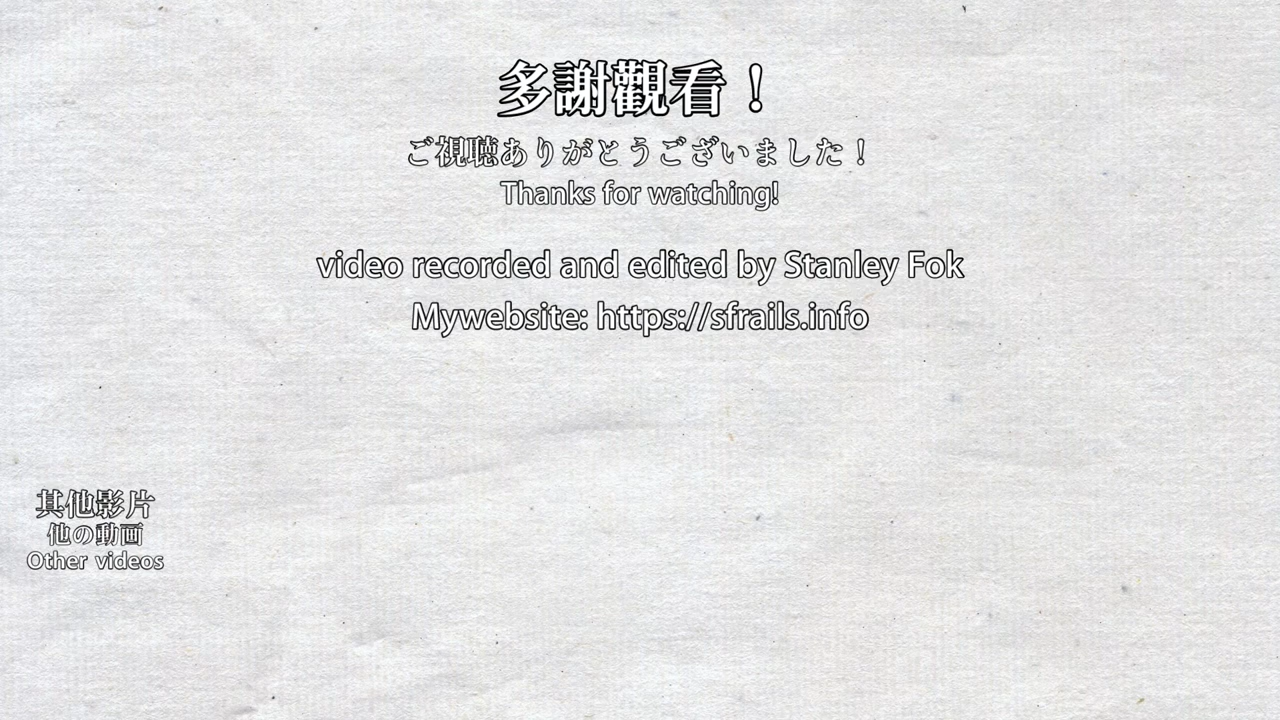 多謝觀看！
ご視聴ありがとうございました！
Thanks for watching!
video recorded and edited by Stanley Fok
Mywebsite: https://sfrails.info
其他影片
他の動画
Other videos